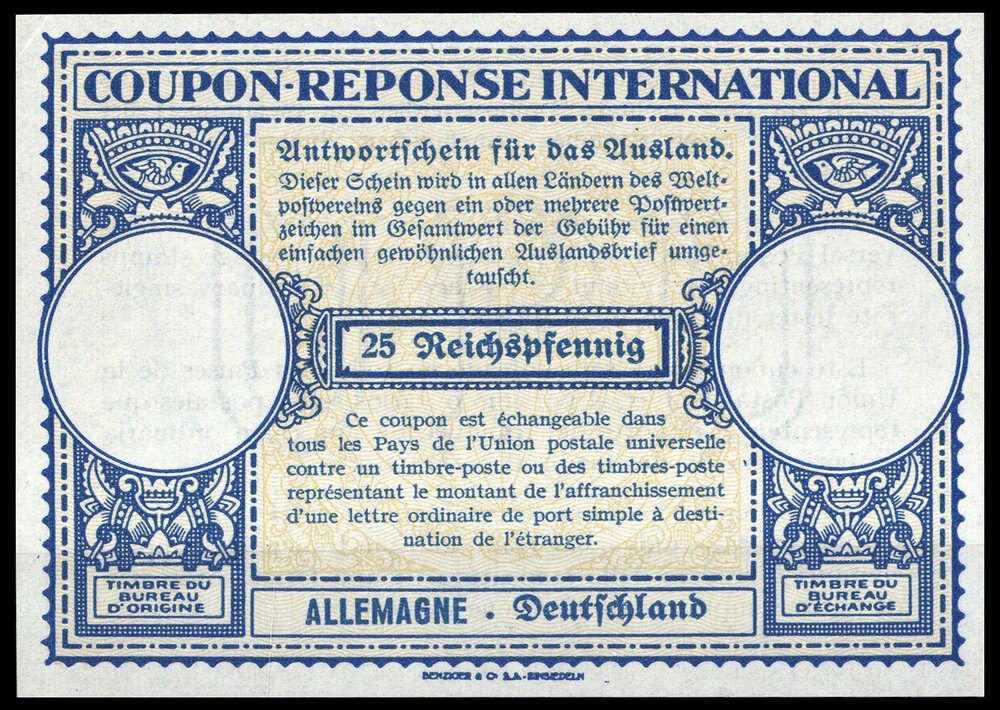 COUPON-REPONSE INTERNATIONAL
Antwortschein für das Ausland.
Dieser Schein wird in allen Ländern des Welt-
postvereins gegen ein oder mehrere Postwert-
zeichen im Gesamtwert der Gebühr für einen
einfachen gewöhnlichen Auslandsbrief umge-
tauscht.
25 Reichspfennig
Ce coupon est échangeable dans
tous les Pays de l'Union postale universelle
contre un timbre-poste ou des timbres-poste
représentant le montant de l'affranchissement
d'une lettre ordinaire de port simple à desti-
nation de l'étranger.
TIMBRE DU
BUREAU
D'ORIGINE
TIMBRE DU
BUREAU
D'ÉCHANGE
ALLEMAGNE . Deutschland
BENZIGER & Co S.A. - EINSIEDELN